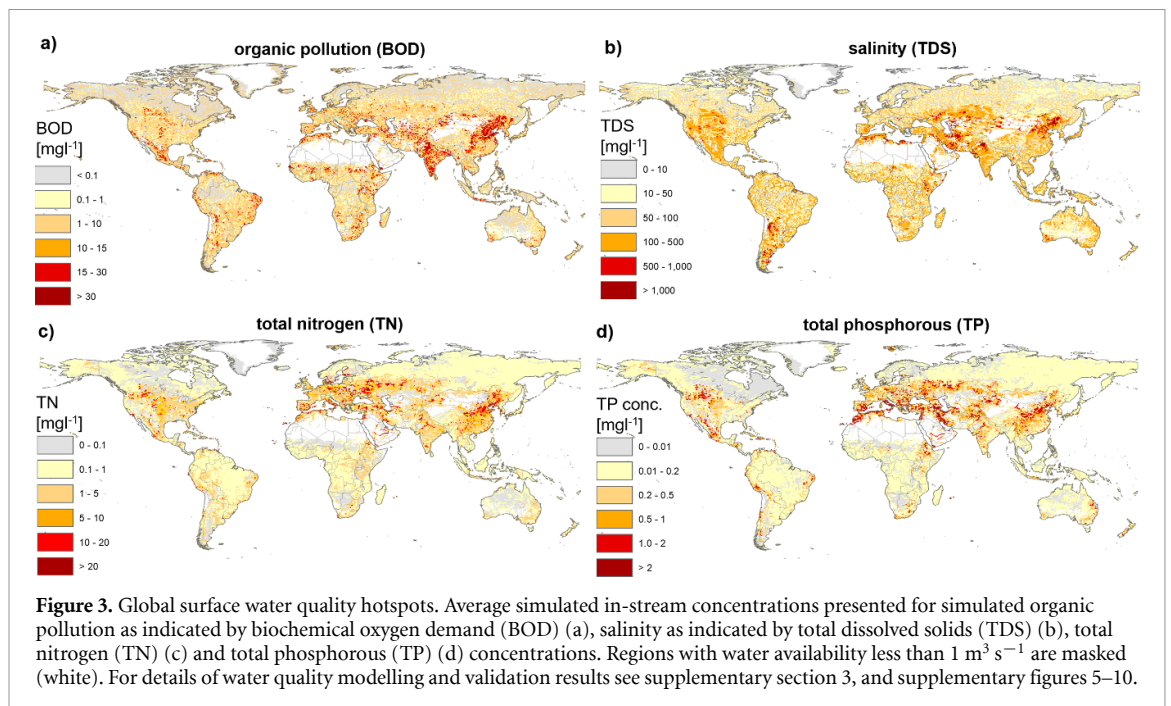 a)
organic pollution (BOD)
BOD
[mgl-1]
< 0.1
0.1 - 1
1 - 10
10 - 15
15 - 30
> 30
b)
salinity (TDS)
TDS
[mgl-1]
0 - 10
10 - 50
50 - 100
100 - 500
500 - 1,000
> 1,000
c)
total nitrogen (TN)
TN
[mgl-1]
0 - 0.1
0.1 - 1
1 - 5
5 - 10
10 - 20
> 20
d)
total phosphorous (TP)
TP conc.
[mgl-1]
0 - 0.01
0.01 - 0.2
0.2 - 0.5
0.5 - 1
1.0 - 2
> 2
Figure 3. Global surface water quality hotspots. Average simulated in-stream concentrations presented for simulated organic
pollution as indicated by biochemical oxygen demand (BOD) (a), salinity as indicated by total dissolved solids (TDS) (b), total
nitrogen (TN) (c) and total phosphorous (TP) (d) concentrations. Regions with water availability less than 1 m³ s⁻¹ are masked
(white). For details of water quality modelling and validation results see supplementary section 3, and supplementary figures 5–10.